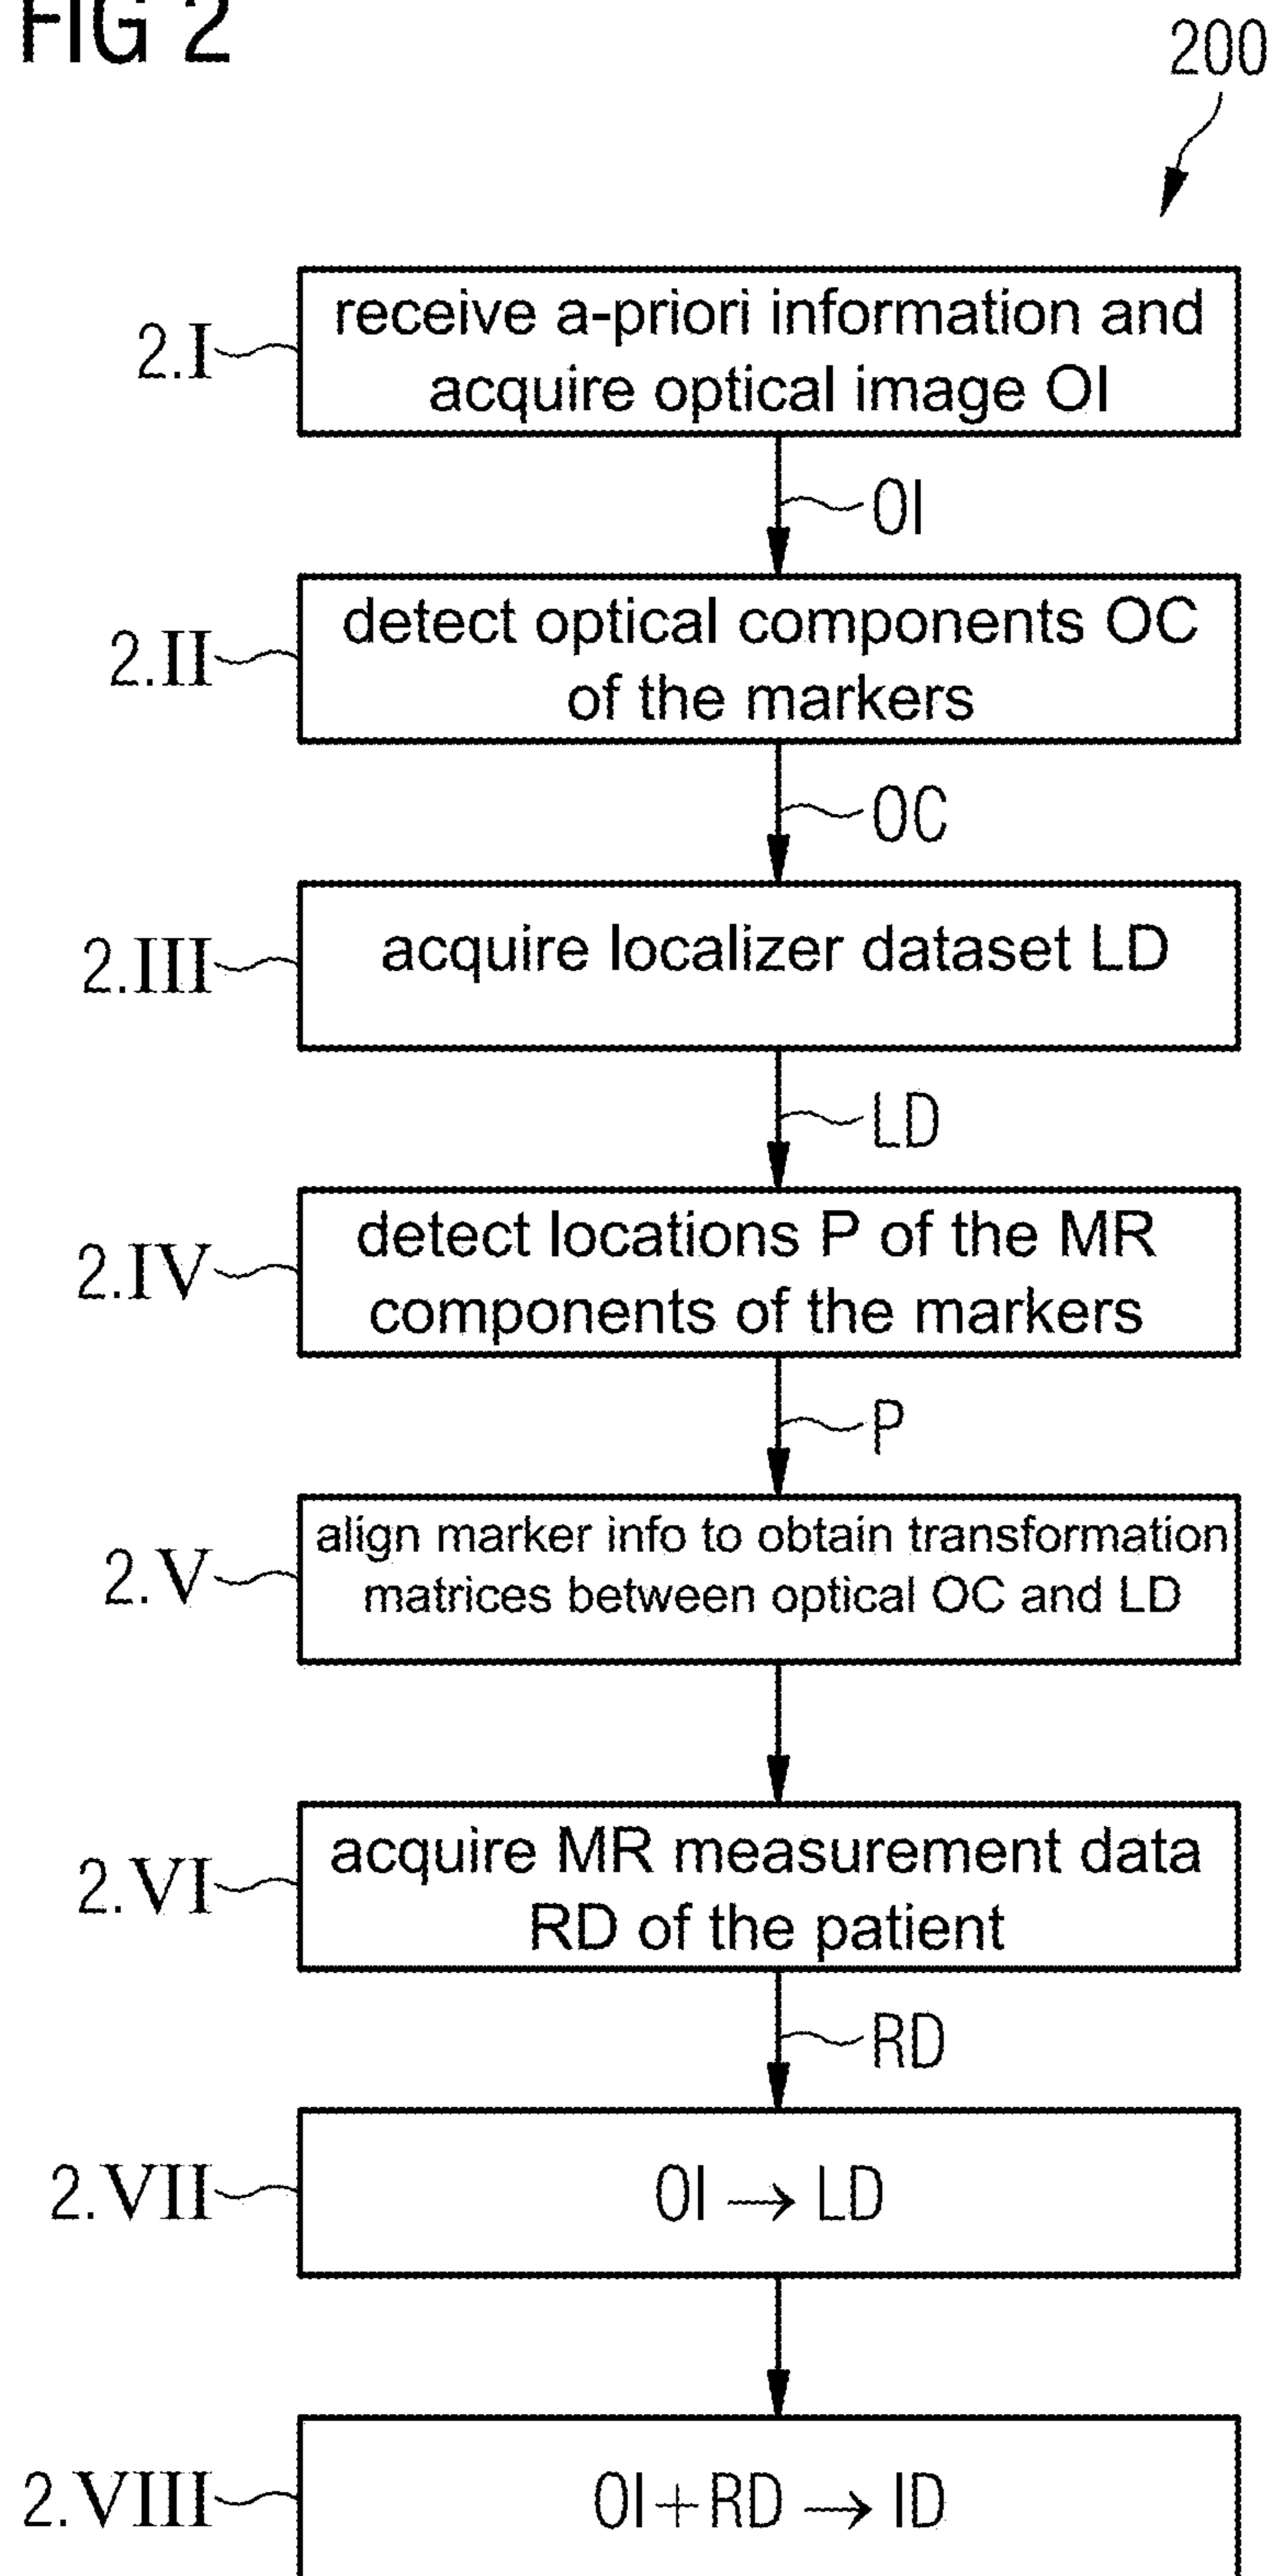 FIG 2
200
2.I
receive a-priori information and
acquire optical image OI
OI
2.II
detect optical components OC
of the markers
OC
2.III
acquire localizer dataset LD
LD
2.IV
detect locations P of the MR
components of the markers
P
2.V
align marker info to obtain transformation
matrices between optical OC and LD
2.VI
acquire MR measurement data
RD of the patient
RD
2.VII
OI → LD
2.VIII
OI + RD → ID